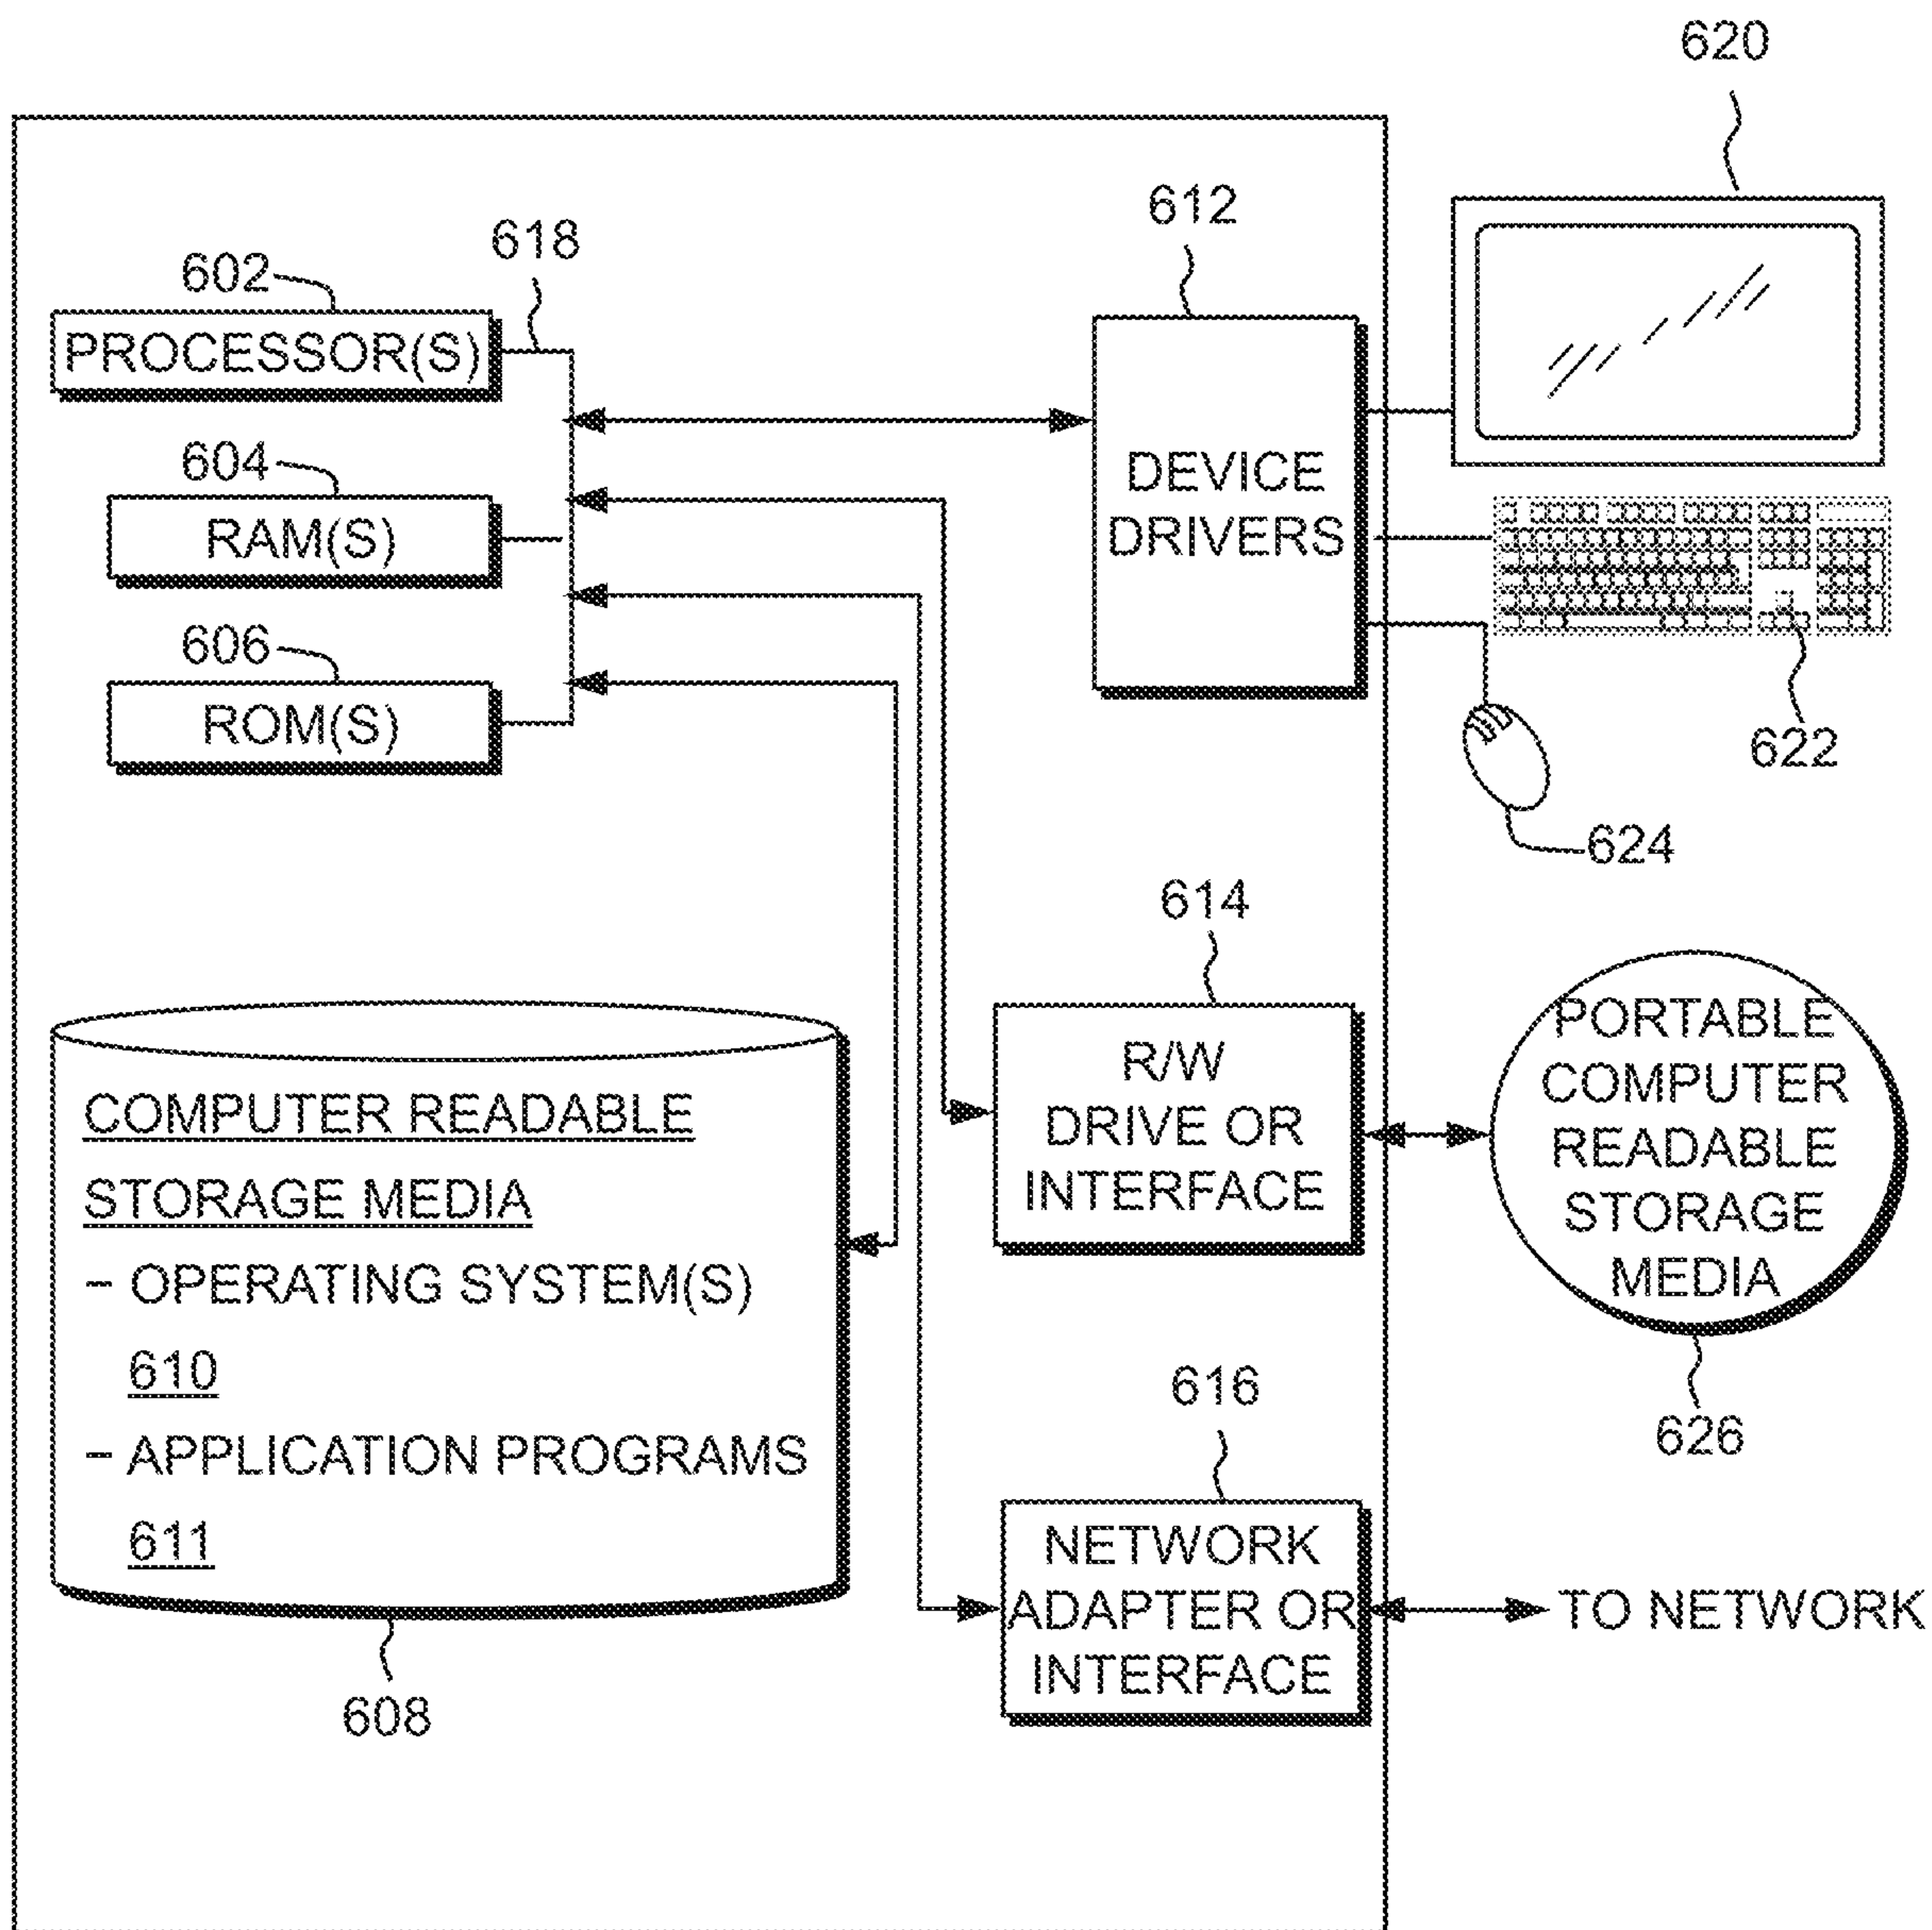 620
612
618
602
PROCESSOR(S)
604
RAM(S)
606
ROM(S)
DEVICE
DRIVERS
622
624
614
R/W
DRIVE OR
INTERFACE
PORTABLE
COMPUTER
READABLE
STORAGE
MEDIA
626
COMPUTER READABLE
STORAGE MEDIA
- OPERATING SYSTEM(S)
610
- APPLICATION PROGRAMS
611
608
616
NETWORK
ADAPTER OR
INTERFACE
TO NETWORK